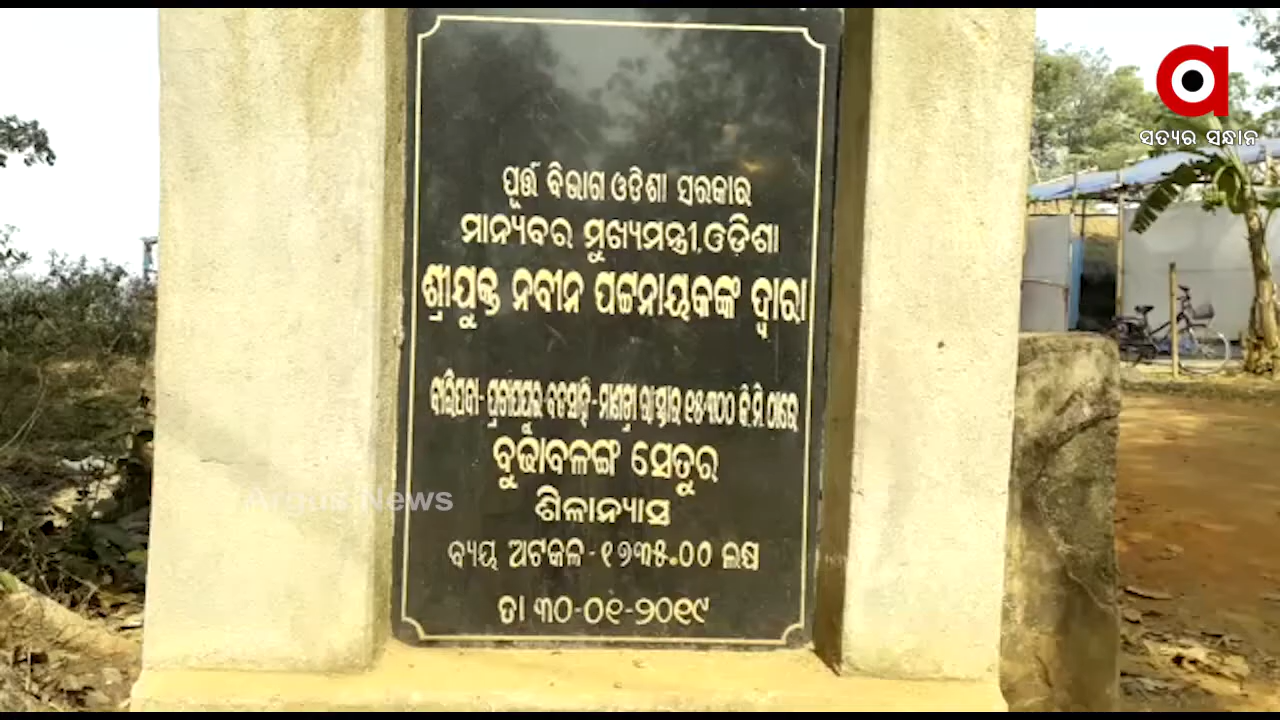 ସତ୍ୟର ସନ୍ଧାନ
ପୂର୍ତ୍ତ ବିଭାଗ ଓଡିଶା ସରକାର
ମାନ୍ୟବର ମୁଖ୍ୟମନ୍ତ୍ରୀ,ଓଡ଼ିଶା
ଶ୍ରୀଯୁକ୍ତ ନବୀନ ପଟ୍ଟନାୟକଙ୍କ ଦ୍ୱାରା
ରାସ୍ତାର କି.ମି ଠାରେ
ବୁଢାବଳଙ୍ଗ ସେତୁର
ଶିଳାନ୍ୟାସ
ବ୍ୟୟ ଅଟକଳ - ୧୭୩୫.୦୦ ଲକ୍ଷ
ତା ୩୦-୦୧-୨୦୧୯
Argus News